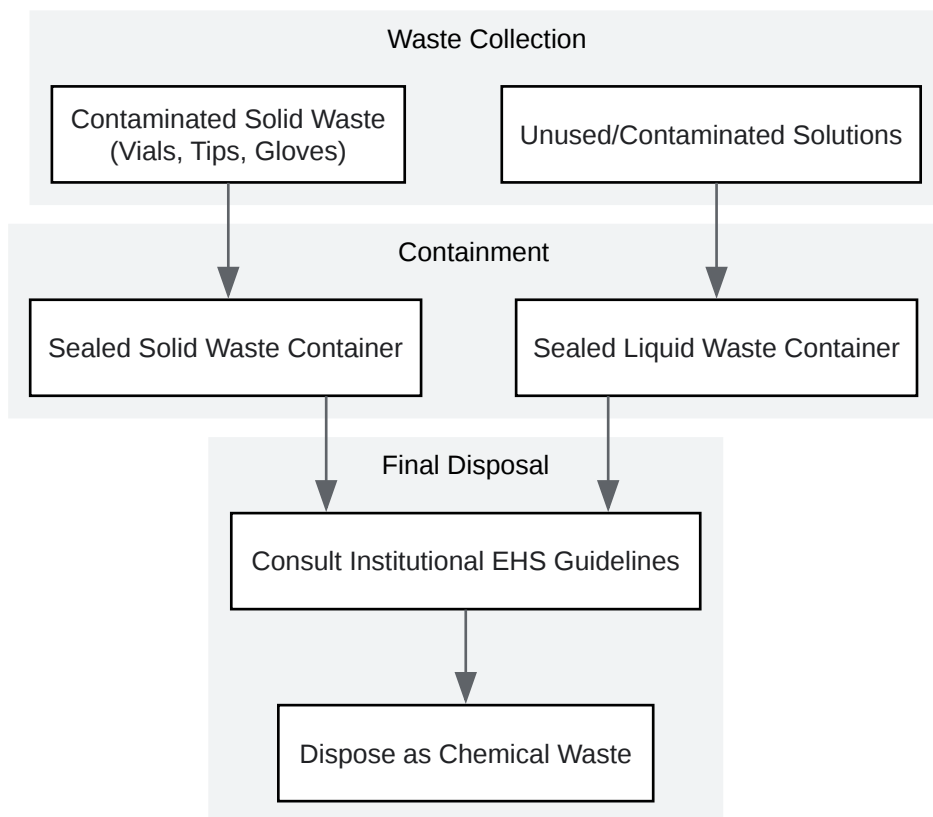 Waste Collection
Contaminated Solid Waste
(Vials, Tips, Gloves)
Unused/Contaminated Solutions
Containment
Sealed Solid Waste Container
Sealed Liquid Waste Container
Final Disposal
Consult Institutional EHS Guidelines
Dispose as Chemical Waste